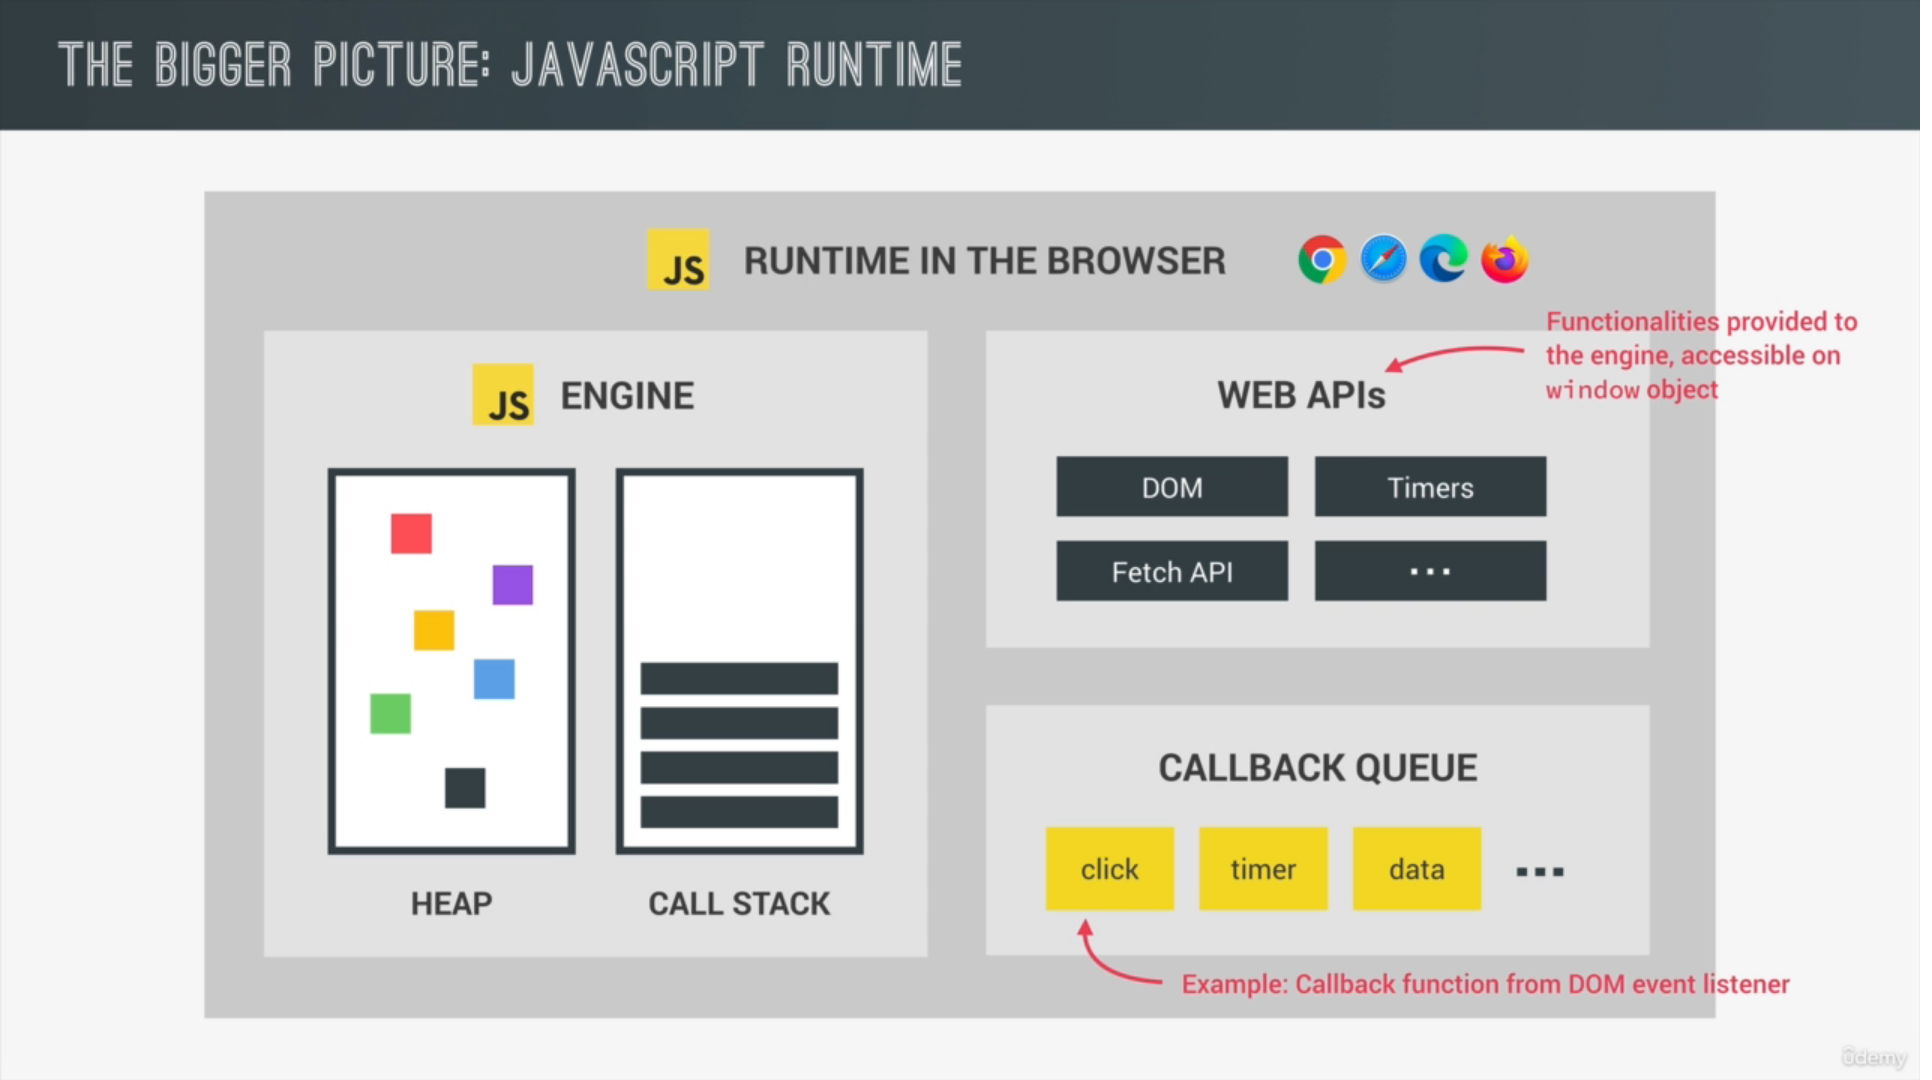 THE BIGGER PICTURE: JAVASCRIPT RUNTIME
JS
RUNTIME IN THE BROWSER
Functionalities provided to
the engine, accessible on
window object
JS
ENGINE
WEB APIs
DOM
Timers
Fetch API
...
HEAP
CALL STACK
CALLBACK QUEUE
click
timer
data
...
Example: Callback function from DOM event listener
ûdemy